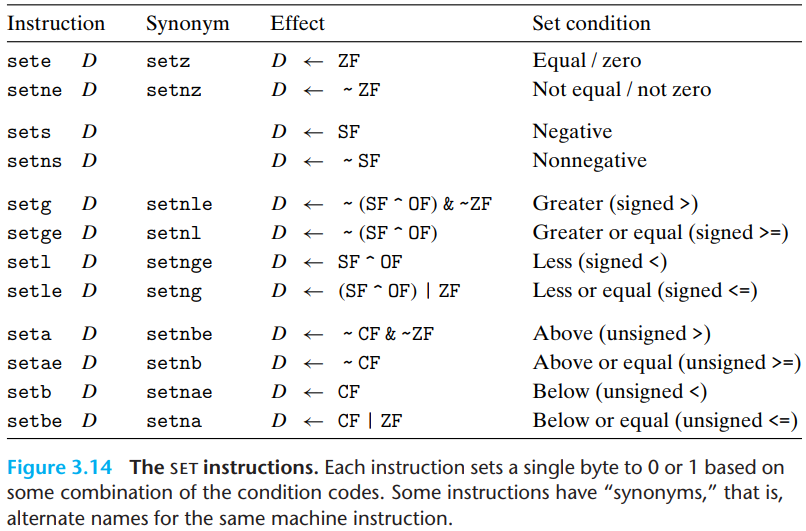 Instruction Synonym Effect Set condition
sete D setz D ← ZF Equal / zero
setne D setnz D ← ~ ZF Not equal / not zero
sets D D ← SF Negative
setns D D ← ~ SF Nonnegative
setg D setnle D ← ~ (SF ^ OF) & ~ZF Greater (signed >)
setge D setnl D ← ~ (SF ^ OF) Greater or equal (signed >=)
setl D setnge D ← SF ^ OF Less (signed <)
setle D setng D ← (SF ^ OF) | ZF Less or equal (signed <=)
seta D setnbe D ← ~ CF & ~ZF Above (unsigned >)
setae D setnb D ← ~ CF Above or equal (unsigned >=)
setb D setnae D ← CF Below (unsigned <)
setbe D setna D ← CF | ZF Below or equal (unsigned <=)
Figure 3.14 The SET instructions. Each instruction sets a single byte to 0 or 1 based on
some combination of the condition codes. Some instructions have “synonyms,” that is,
alternate names for the same machine instruction.